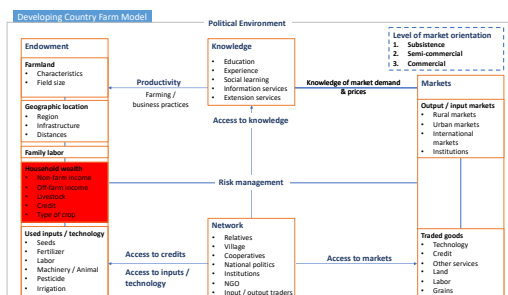 Developing Country Farm Model
Political Environment
Level of market orientation
1. Subsistence
2. Semi-commercial
3. Commercial
Endowment
Farmland
• Characteristics
• Field size
Geographic location
• Region
• Infrastructure
• Distances
Family labor
Household wealth
• Non-farm income
• Off-farm income
• Livestock
• Credit
• Type of crop
Used inputs / technology
• Seeds
• Fertilizer
• Labor
• Machinery / Animal
• Pesticide
• Irrigation
Productivity
Farming /
business practices
Knowledge
• Education
• Experience
• Social learning
• Information services
• Extension services
Knowledge of market demand
& prices
Access to knowledge
Risk management
Network
• Relatives
• Village
• Cooperatives
• National politics
• Institutions
• NGO
• Input / output traders
Access to credits
Access to inputs /
technology
Access to markets
Markets
Output / input markets
• Rural markets
• Urban markets
• International
markets
• Institutions
Traded goods
• Technology
• Credit
• Other services
• Land
• Labor
• Grains